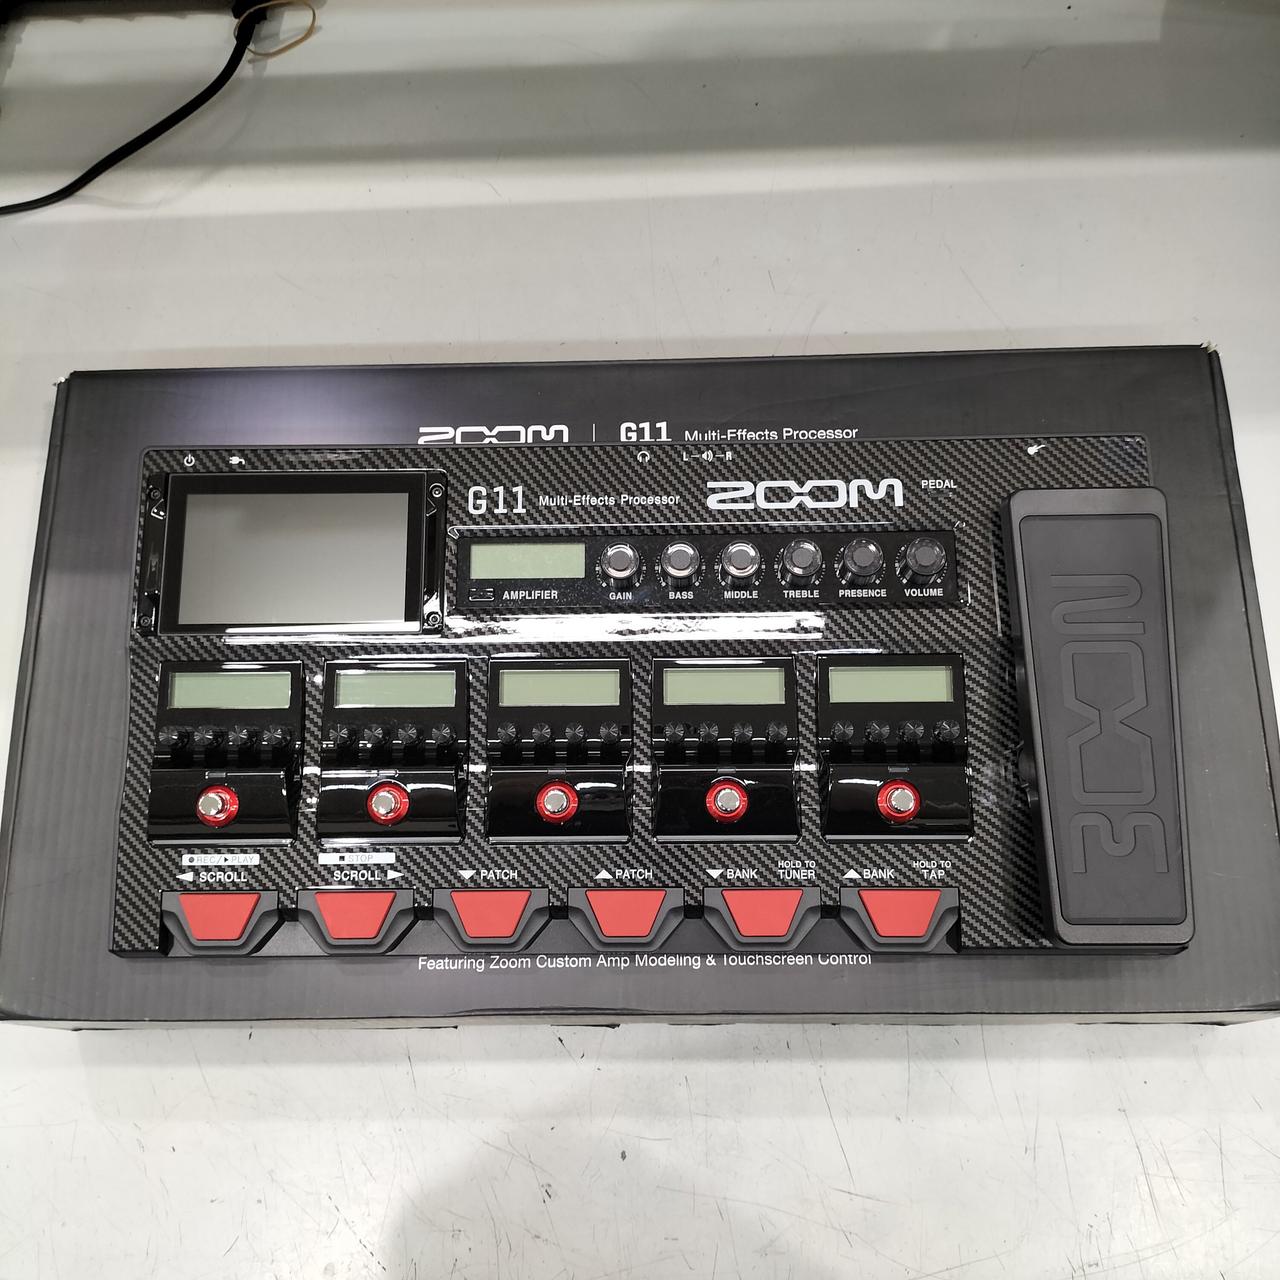 ZOOM | G11 Multi-Effects Processor
L R
G11 Multi-Effects Processor ZOOM PEDAL
AMPLIFIER GAIN BASS MIDDLE TREBLE PRESENCE VOLUME
ZOOM
REC/PLAY STOP
SCROLL SCROLL PATCH PATCH BANK HOLD TO TUNER BANK HOLD TO TAP
Featuring Zoom Custom Amp Modeling & Touchscreen Control